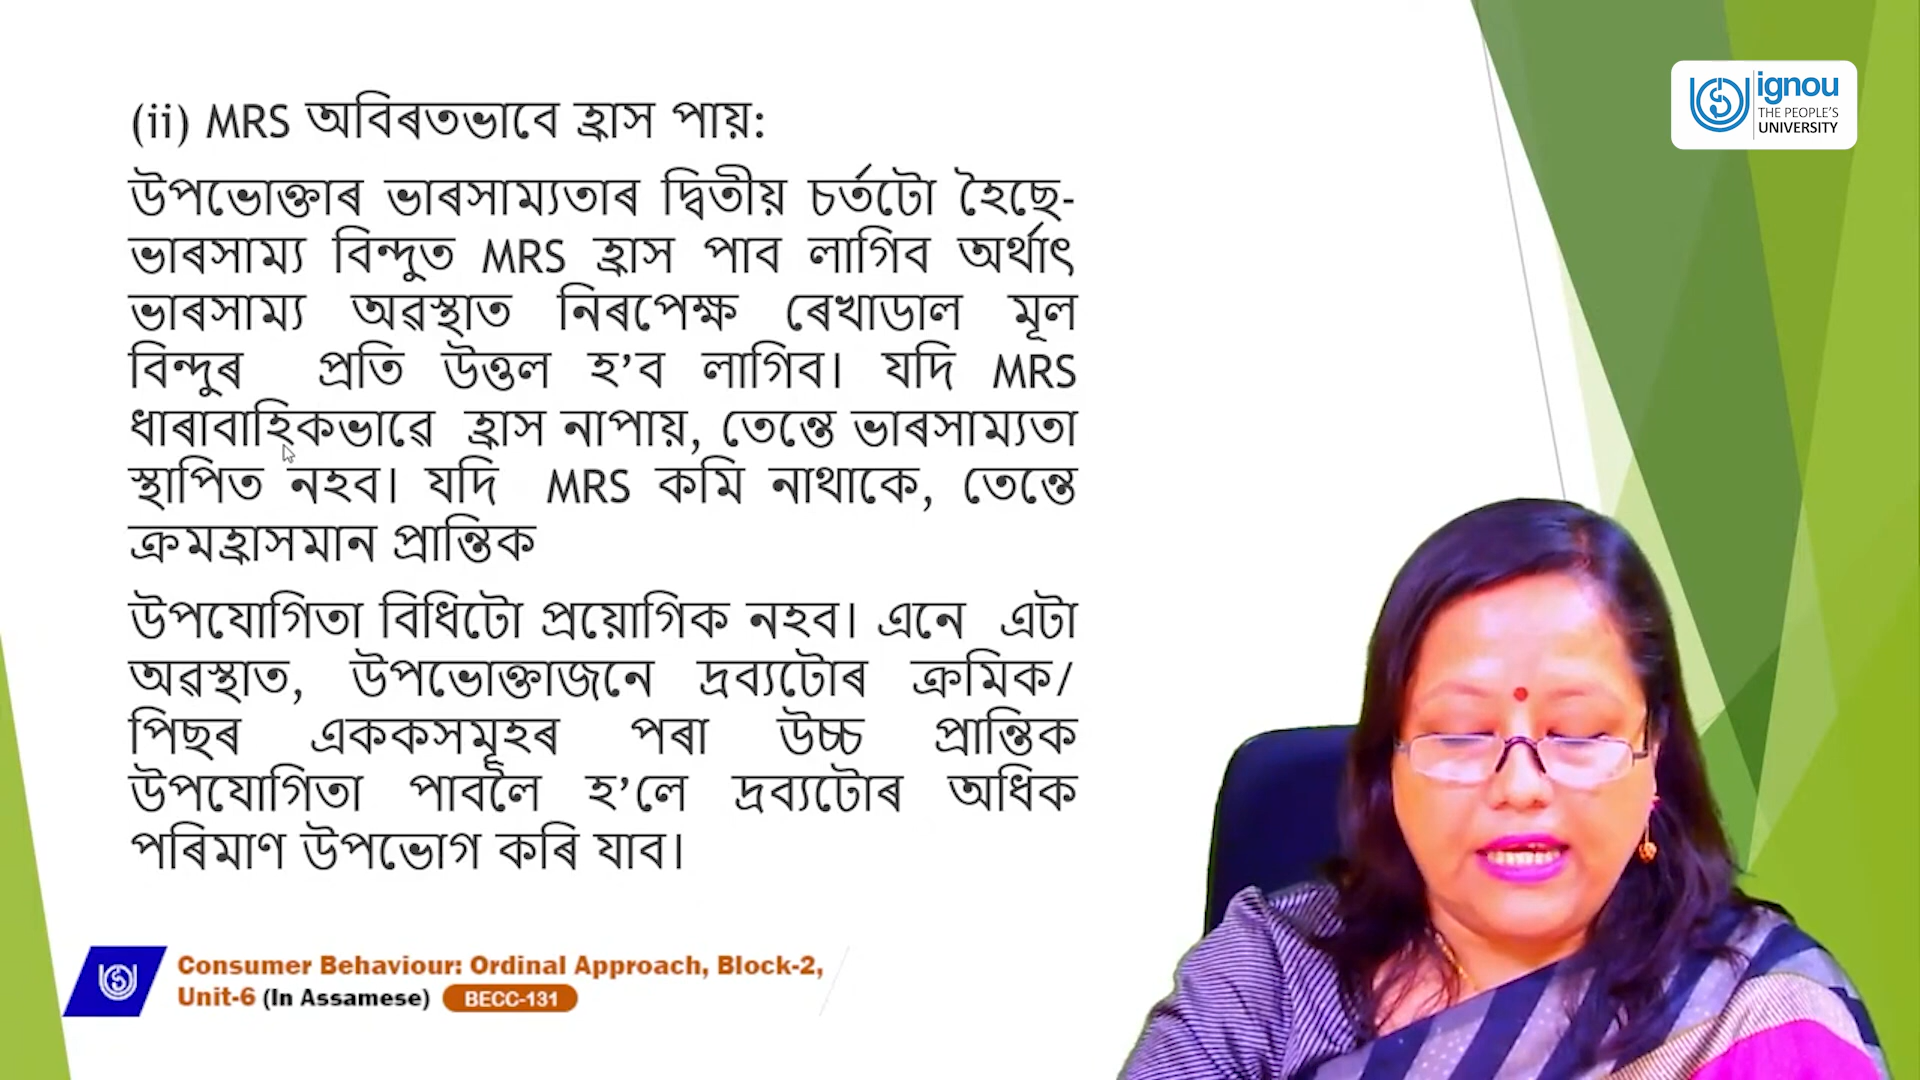 (ii) MRS অবিৰতভাবে হ্ৰাস পায়:
উপভোক্তাৰ ভাৰসাম্যতাৰ দ্বিতীয় চৰ্তটো হৈছে-
ভাৰসাম্য বিন্দুত MRS হ্ৰাস পাব লাগিব অৰ্থাৎ
ভাৰসাম্য অৱস্থাত নিৰপেক্ষ ৰেখাডাল মূল
বিন্দুৰ প্ৰতি উত্তল হ’ব লাগিব। যদি MRS
ধাৰাবাহিকভাৱে হ্ৰাস নাপায়, তেন্তে ভাৰসাম্যতা
স্থাপিত নহব। যদি MRS কমি নাথাকে, তেন্তে
ক্ৰমহ্ৰাসমান প্ৰান্তিক
উপযোগিতা বিধিটো প্ৰয়োগিক নহব। এনে এটা
অৱস্থাত, উপভোক্তাজনে দ্ৰব্যটোৰ ক্ৰমিক/
পিছৰ এককসমূহৰ পৰা উচ্চ প্ৰান্তিক
উপযোগিতা পাবলৈ হ’লে দ্ৰব্যটোৰ অধিক
পৰিমাণ উপভোগ কৰি যাব।
ignou
THE PEOPLE'S
UNIVERSITY
Consumer Behaviour: Ordinal Approach, Block-2,
Unit-6 (In Assamese) BECC-131